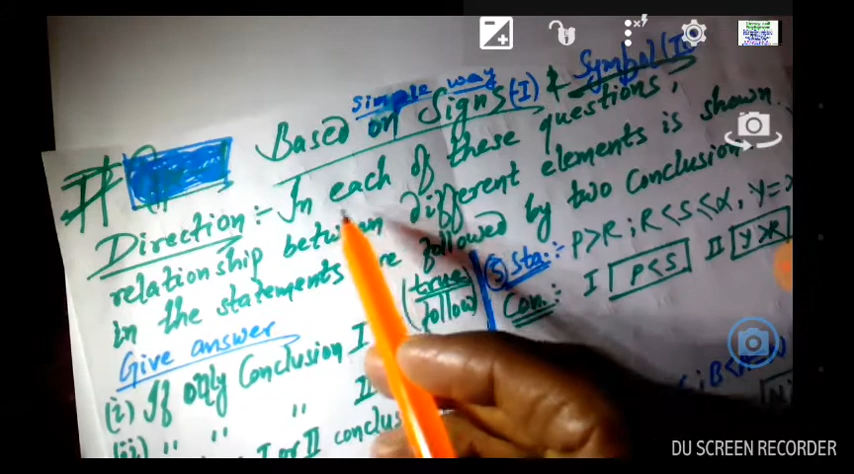 simple way
Based on Signs (-I) & Symbol (I
Direction :- In each of these questions,
relationship between different elements is shown
in the statements are followed by two Conclusion
Give answer
(i) If only Conclusion I (true
follow)
(ii) " " " II
I or II conclus
⑤ Sta:- P>R ; R<S≤α, Y=
Con:- I P<S II Y>R
; B<
DU SCREEN RECORDER